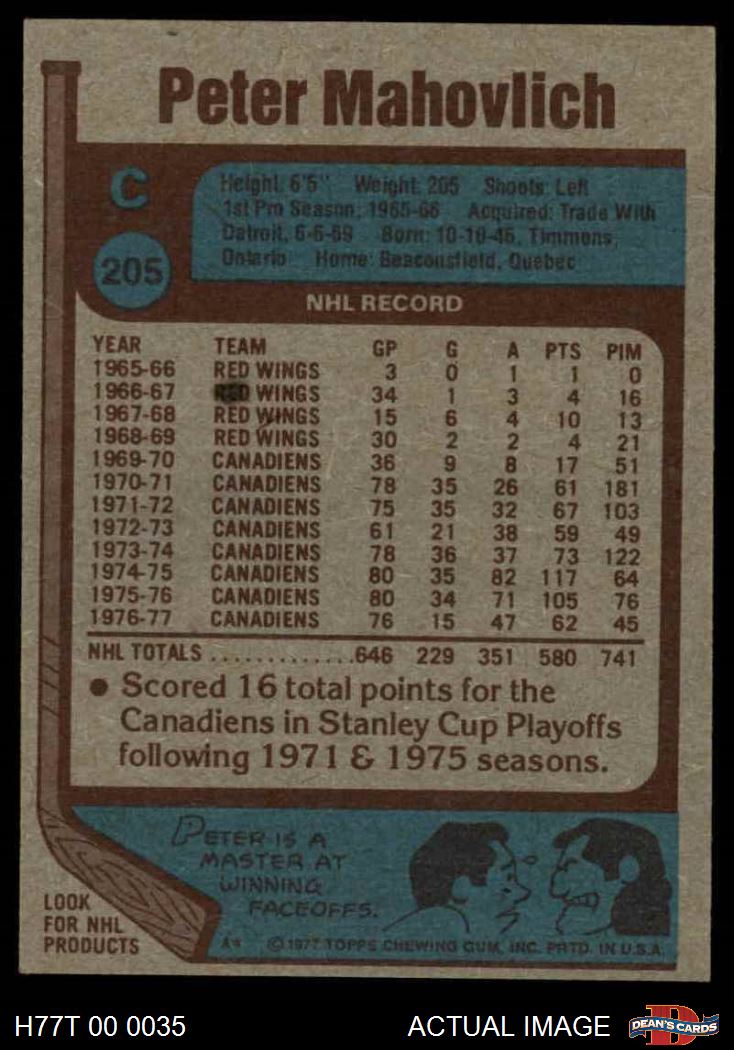 Peter Mahovlich
C
205
Height: 6'5" Weight: 205 Shoots: Left
1st Pro Season: 1965-66 Acquired: Trade With
Detroit, 6-6-69 Born: 10-10-46, Timmons,
Ontario Home: Beaconsfield, Quebec
NHL RECORD
YEAR TEAM GP G A PTS PIM
1965-66 RED WINGS 3 0 1 1 0
1966-67 RED WINGS 34 1 3 4 16
1967-68 RED WINGS 15 6 4 10 13
1968-69 RED WINGS 30 2 2 4 21
1969-70 CANADIENS 36 9 8 17 51
1970-71 CANADIENS 78 35 26 61 181
1971-72 CANADIENS 75 35 32 67 103
1972-73 CANADIENS 61 21 38 59 49
1973-74 CANADIENS 78 36 37 73 122
1974-75 CANADIENS 80 35 82 117 64
1975-76 CANADIENS 80 34 71 105 76
1976-77 CANADIENS 76 15 47 62 45
NHL TOTALS .............646 229 351 580 741
● Scored 16 total points for the
Canadiens in Stanley Cup Playoffs
following 1971 & 1975 seasons.
PETER IS A
MASTER AT
WINNING
FACEOFFS.
LOOK
FOR NHL
PRODUCTS
A* © 1977 TOPPS CHEWING GUM, INC. PRTD. IN U.S.A.
H77T 00 0035 ACTUAL IMAGE
D
DEAN'S CARDS